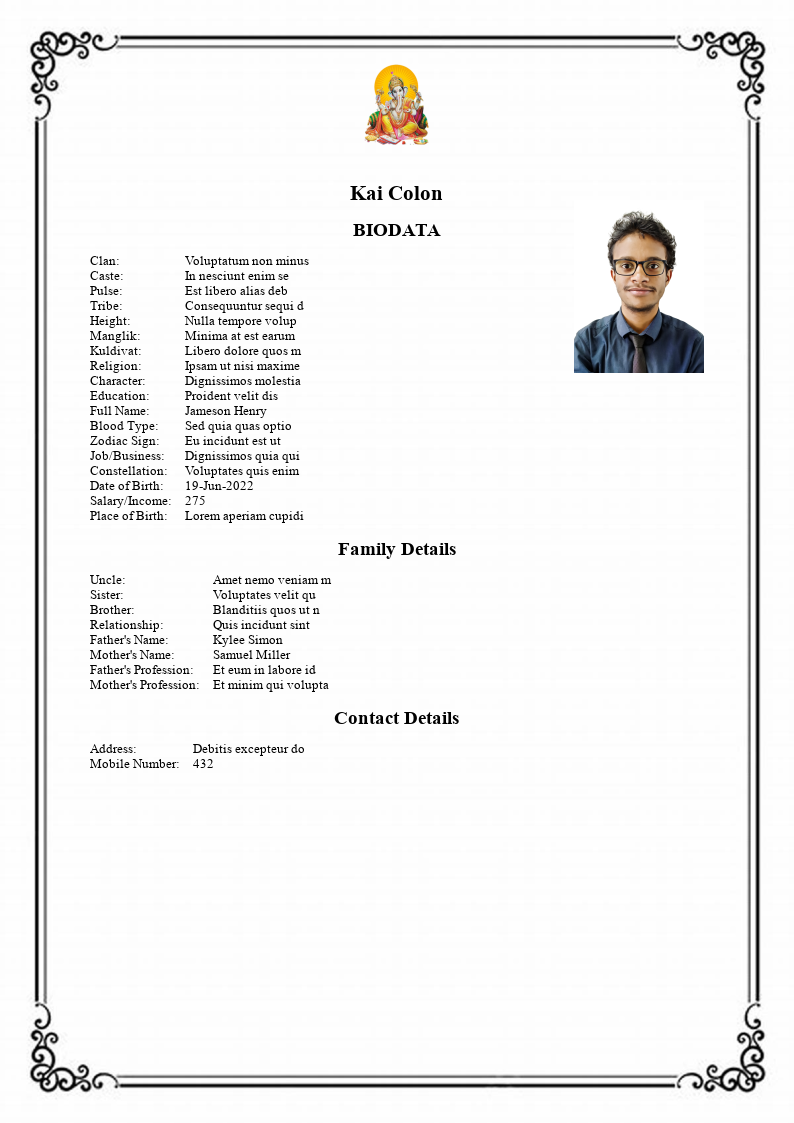 Kai Colon
BIODATA
Clan: Voluptatum non minus
Caste: In nesciunt enim se
Pulse: Est libero alias deb
Tribe: Consequuntur sequi d
Height: Nulla tempore volup
Manglik: Minima at est earum
Kuldivat: Libero dolore quos m
Religion: Ipsam ut nisi maxime
Character: Dignissimos molestia
Education: Proident velit dis
Full Name: Jameson Henry
Blood Type: Sed quia quas optio
Zodiac Sign: Eu incidunt est ut
Job/Business: Dignissimos quia qui
Constellation: Voluptates quis enim
Date of Birth: 19-Jun-2022
Salary/Income: 275
Place of Birth: Lorem aperiam cupidi
Family Details
Uncle: Amet nemo veniam m
Sister: Voluptates velit qu
Brother: Blanditiis quos ut n
Relationship: Quis incidunt sint
Father's Name: Kylee Simon
Mother's Name: Samuel Miller
Father's Profession: Et eum in labore id
Mother's Profession: Et minim qui volupta
Contact Details
Address: Debitis excepteur do
Mobile Number: 432